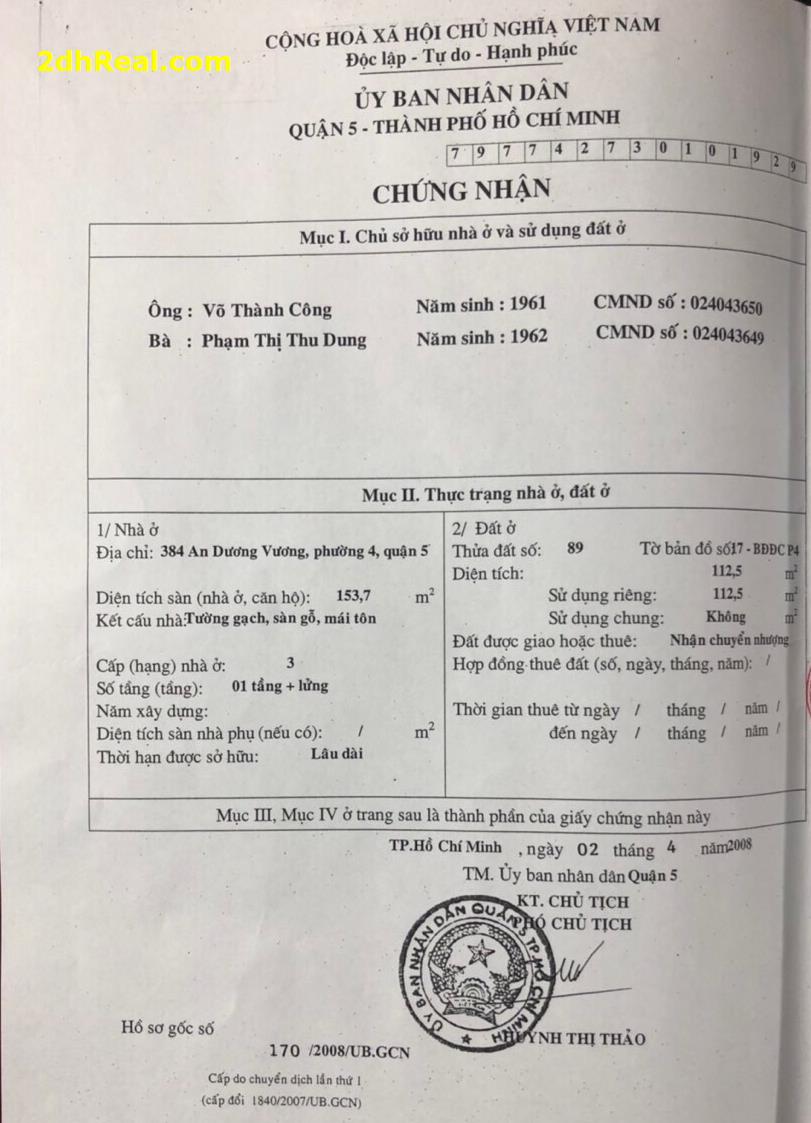 2dhReal.com
CỘNG HOÀ XÃ HỘI CHỦ NGHĨA VIỆT NAM
Độc lập - Tự do - Hạnh phúc
ỦY BAN NHÂN DÂN
QUẬN 5 - THÀNH PHỐ HỒ CHÍ MINH
7 9 7 7 4 2 7 3 0 1 0 1 9 2 9
CHỨNG NHẬN
Mục I. Chủ sở hữu nhà ở và sử dụng đất ở
Ông : Võ Thành Công Năm sinh : 1961 CMND số : 024043650
Bà : Phạm Thị Thu Dung Năm sinh : 1962 CMND số : 024043649
Mục II. Thực trạng nhà ở, đất ở
1/ Nhà ở
Địa chỉ: 384 An Dương Vương, phường 4, quận 5
Diện tích sàn (nhà ở, căn hộ): 153,7 m²
Kết cấu nhà:Tường gạch, sàn gỗ, mái tôn
Cấp (hạng) nhà ở: 3
Số tầng (tầng): 01 tầng + lửng
Năm xây dựng:
Diện tích sàn nhà phụ (nếu có): / m²
Thời hạn được sở hữu: Lâu dài
2/ Đất ở
Thửa đất số: 89 Tờ bản đồ số:17 - BĐĐC P4
Diện tích: 112,5 m²
Sử dụng riêng: 112,5 m²
Sử dụng chung: Không m²
Đất được giao hoặc thuê: Nhận chuyển nhượng
Hợp đồng thuê đất (số, ngày, tháng, năm): /
Thời gian thuê từ ngày / tháng / năm /
đến ngày / tháng / năm /
Mục III, Mục IV ở trang sau là thành phần của giấy chứng nhận này
TP.Hồ Chí Minh , ngày 02 tháng 4 năm2008
TM. Ủy ban nhân dân Quận 5
KT. CHỦ TỊCH
PHÓ CHỦ TỊCH
ỦY BAN NHÂN DÂN QUẬN 5 TP. HỒ CHÍ MINH
HUỲNH THỊ THẢO
Hồ sơ gốc số
170 /2008/UB.GCN
Cấp do chuyển dịch lần thứ 1
(cấp đổi 1840/2007/UB.GCN)